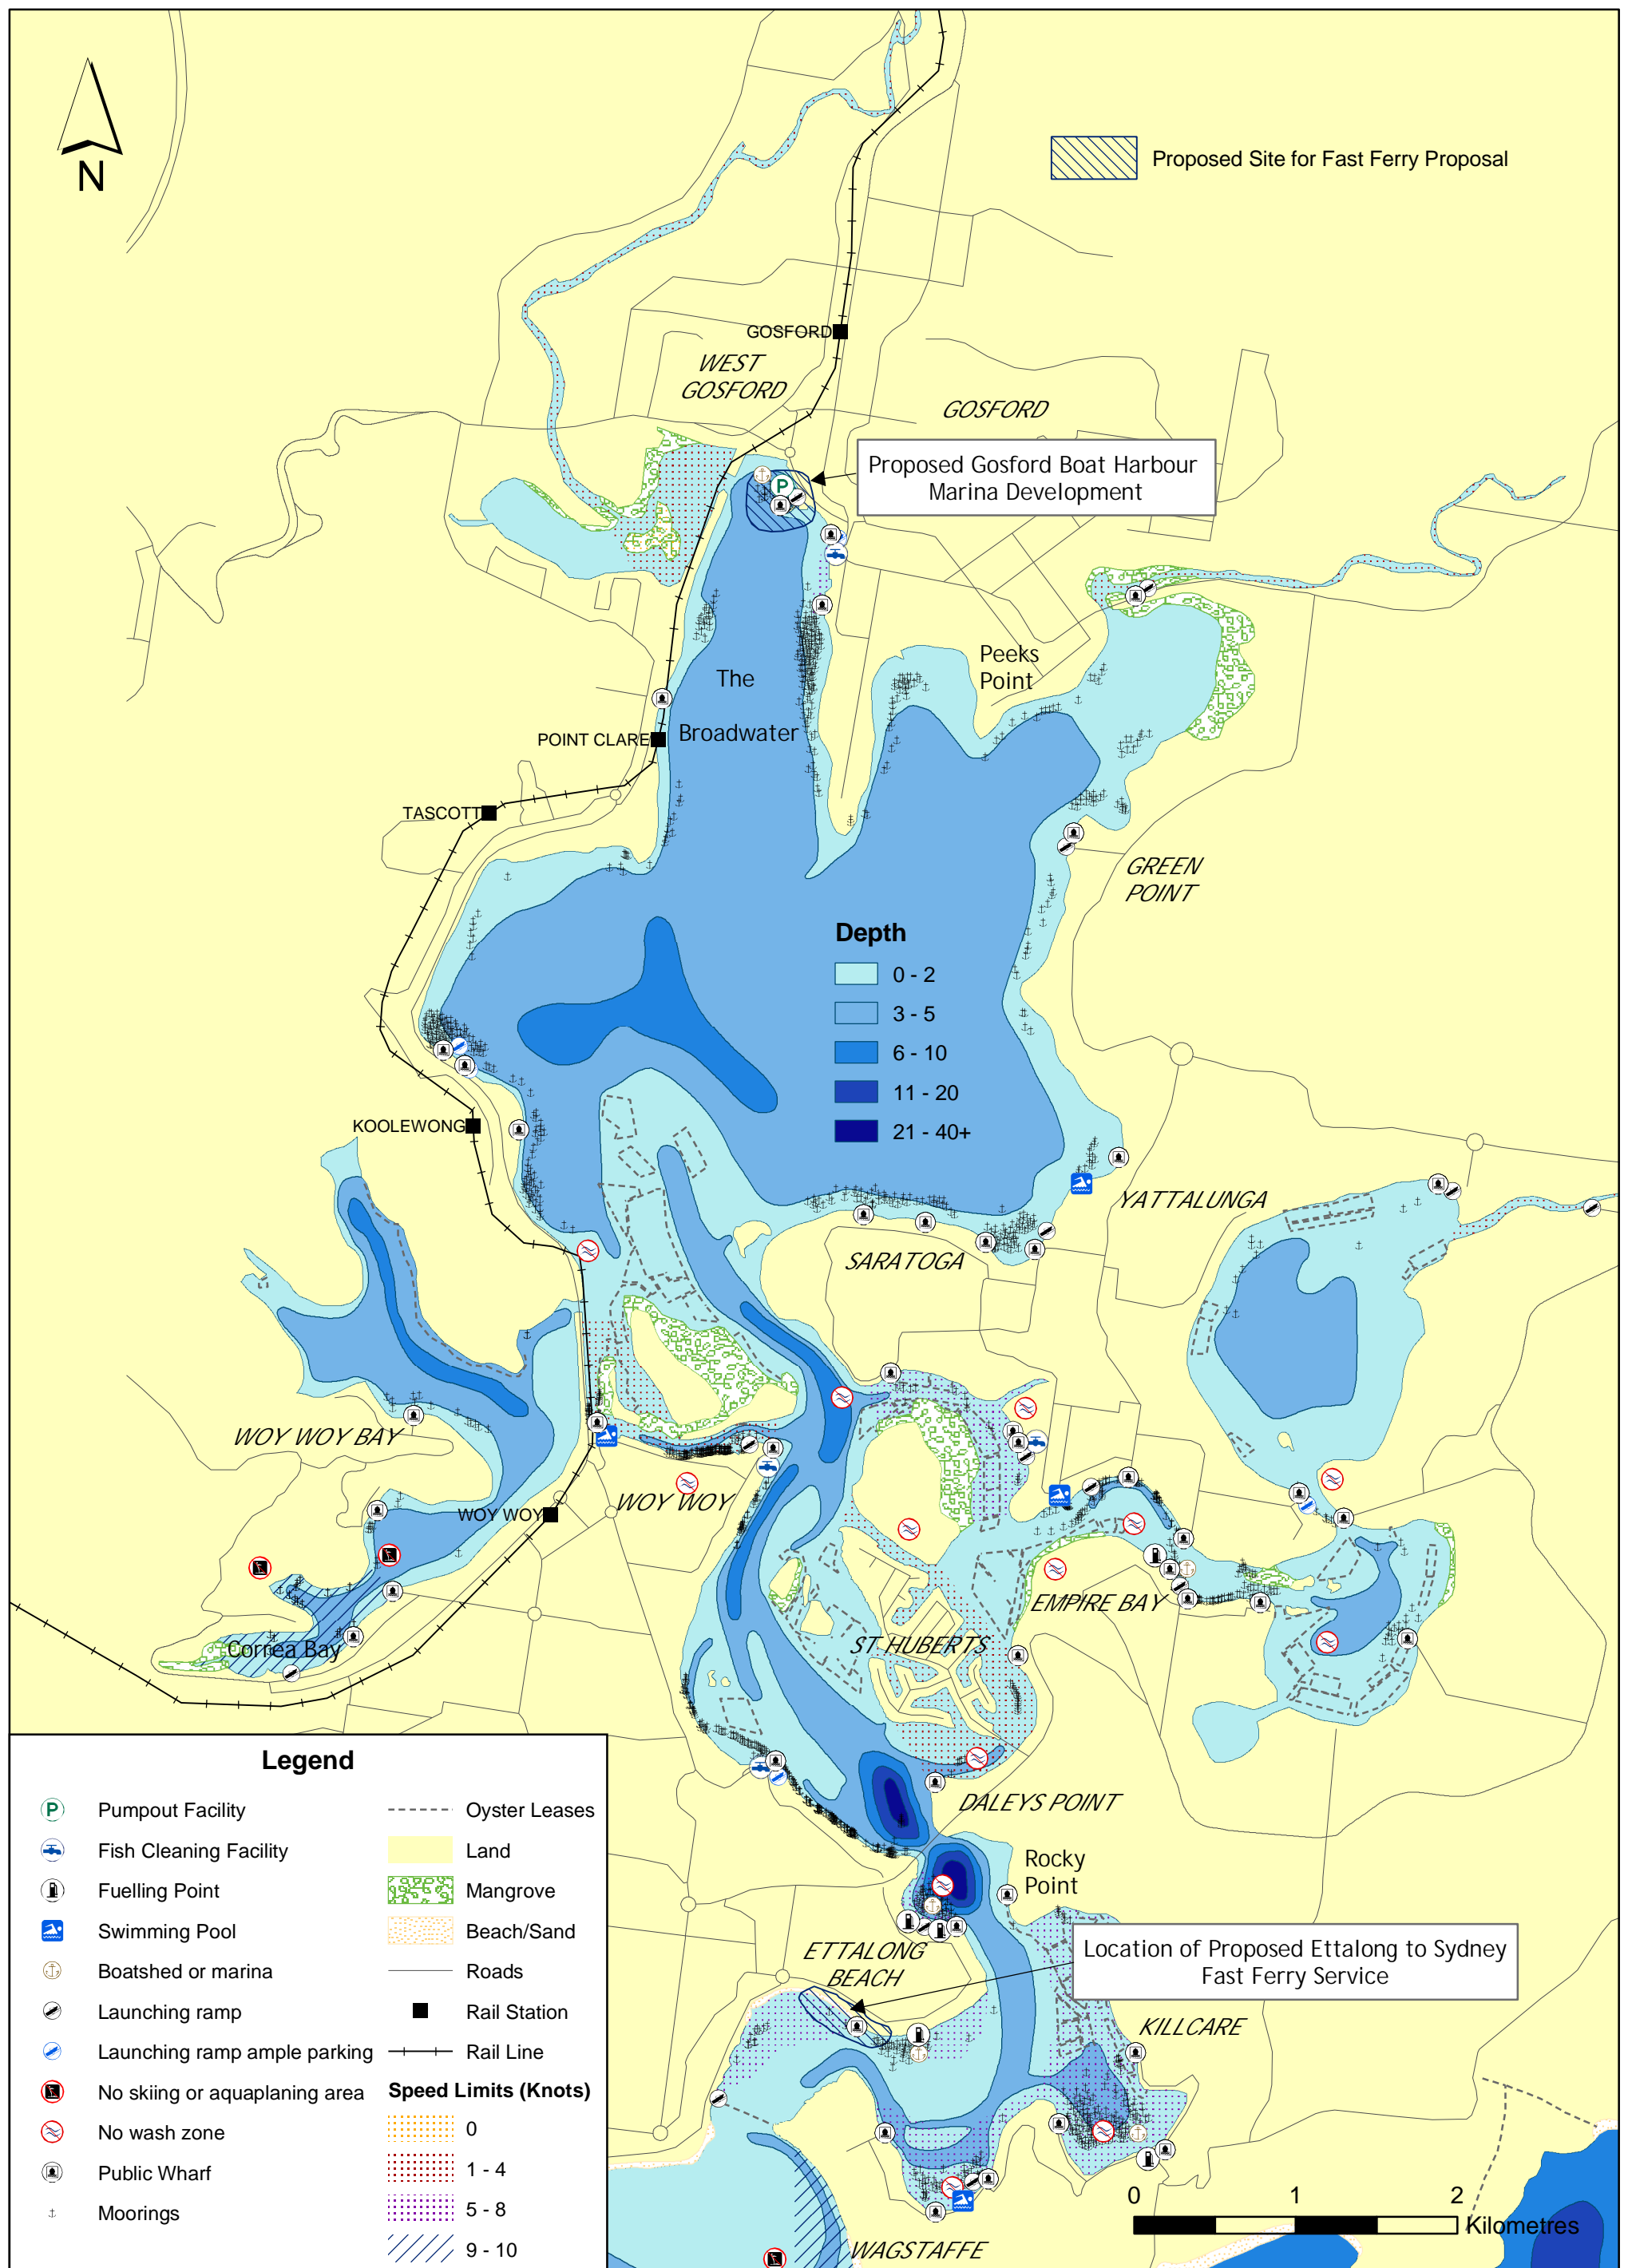 N
Proposed Site for Fast Ferry Proposal
GOSFORD
WEST
GOSFORD
GOSFORD
Proposed Gosford Boat Harbour
Marina Development
P
Peeks
Point
The
Broadwater
POINT CLARE
TASCOTT
GREEN
POINT
Depth
0 - 2
3 - 5
6 - 10
11 - 20
21 - 40+
KOOLEWONG
YATTALUNGA
SARATOGA
WOY WOY BAY
WOY WOY
WOY WOY
EMPIRE BAY
ST HUBERTS
Correa Bay
DALEYS POINT
Rocky
Point
ETTALONG
BEACH
Location of Proposed Ettalong to Sydney
Fast Ferry Service
KILLCARE
WAGSTAFFE
0 1 2
Kilometres
Legend
P Pumpout Facility
Fish Cleaning Facility
Fuelling Point
Swimming Pool
Boatshed or marina
Launching ramp
Launching ramp ample parking
No skiing or aquaplaning area
No wash zone
Public Wharf
Moorings
Oyster Leases
Land
Mangrove
Beach/Sand
Roads
Rail Station
Rail Line
Speed Limits (Knots)
0
1 - 4
5 - 8
9 - 10